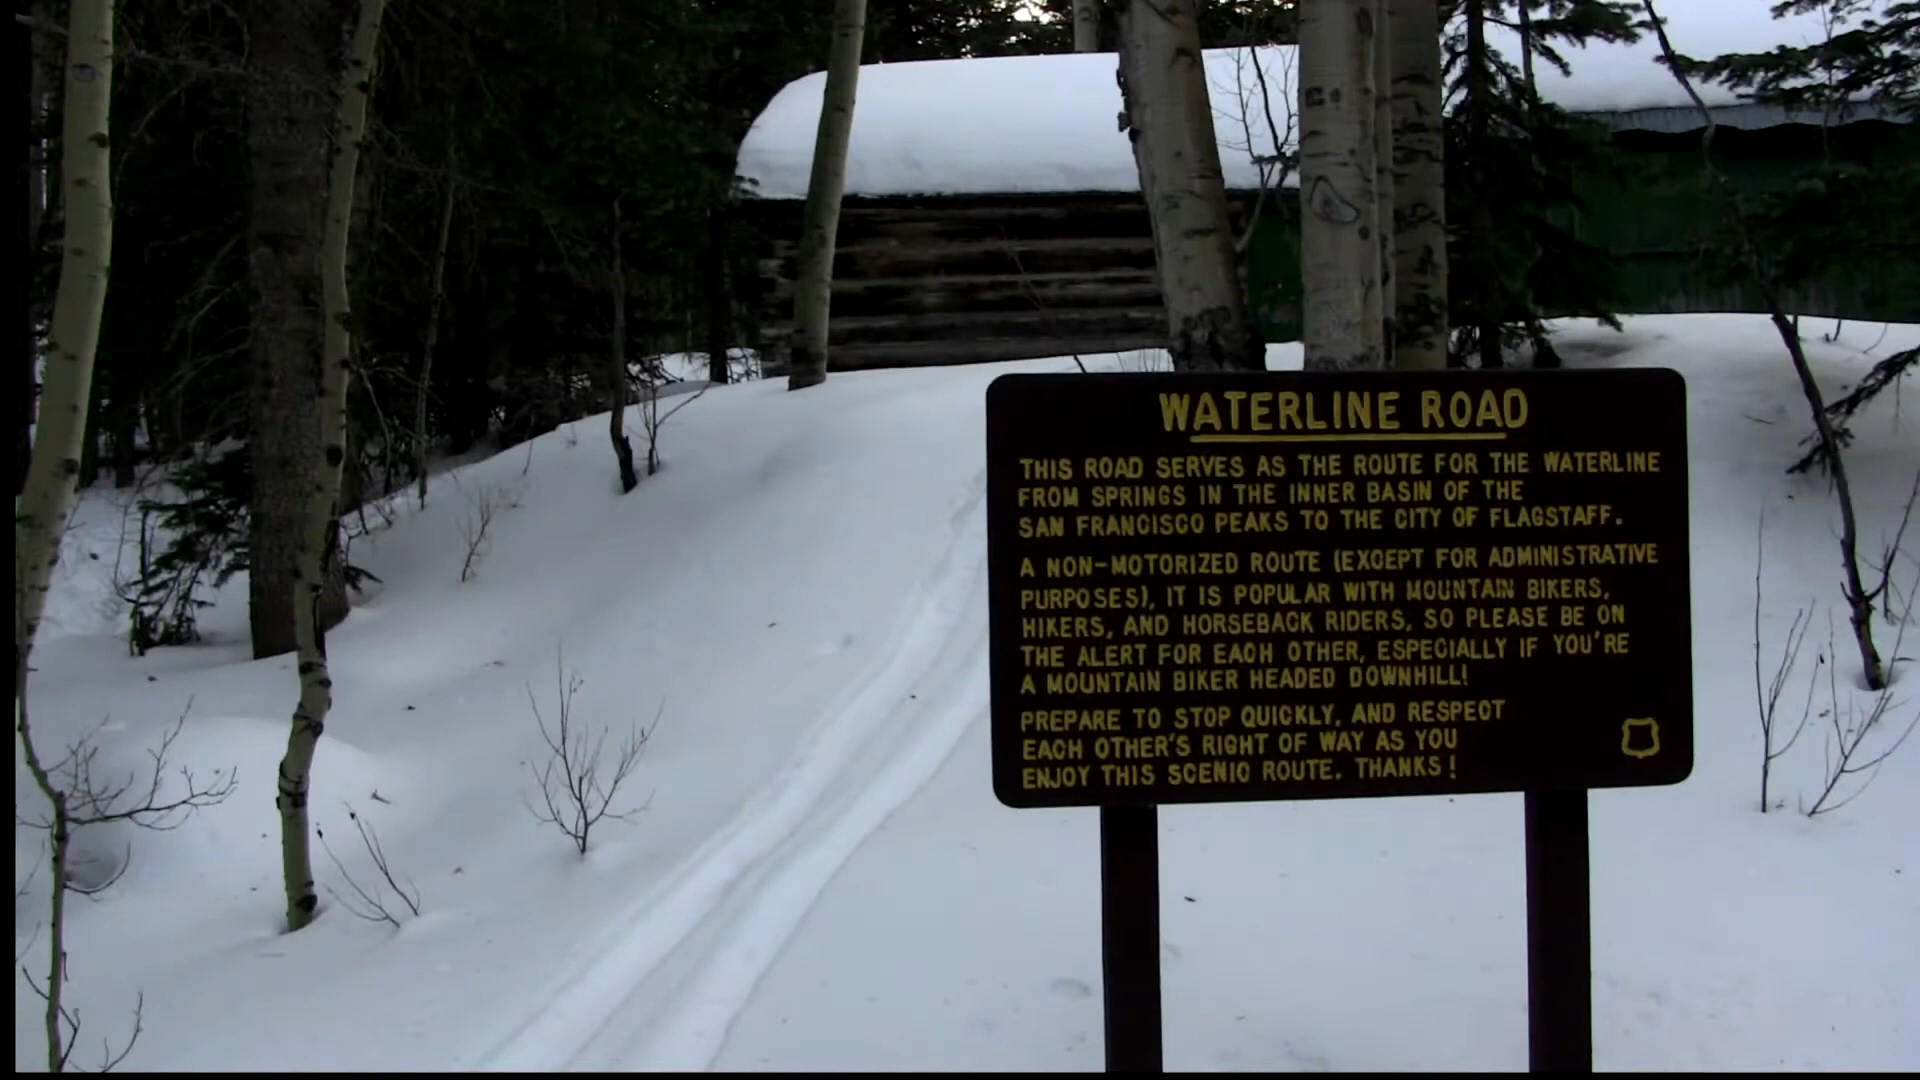 WATERLINE ROAD
THIS ROAD SERVES AS THE ROUTE FOR THE WATERLINE
FROM SPRINGS IN THE INNER BASIN OF THE
SAN FRANCISCO PEAKS TO THE CITY OF FLAGSTAFF.
A NON-MOTORIZED ROUTE (EXCEPT FOR ADMINISTRATIVE
PURPOSES), IT IS POPULAR WITH MOUNTAIN BIKERS,
HIKERS, AND HORSEBACK RIDERS, SO PLEASE BE ON
THE ALERT FOR EACH OTHER, ESPECIALLY IF YOU'RE
A MOUNTAIN BIKER HEADED DOWNHILL!
PREPARE TO STOP QUICKLY, AND RESPECT
EACH OTHER'S RIGHT OF WAY AS YOU
ENJOY THIS SCENIC ROUTE. THANKS!